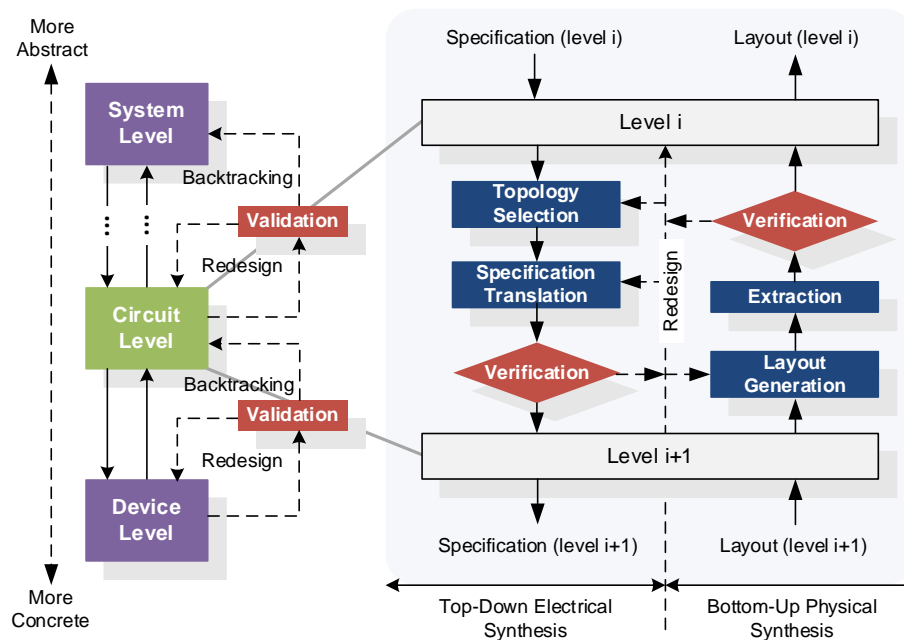 More
Abstract
System
Level
Backtracking
Validation
Redesign
Circuit
Level
Backtracking
Validation
Redesign
Device
Level
More
Concrete
Specification (level i)
Layout (level i)
Level i
Topology
Selection
Verification
Specification
Translation
Redesign
Extraction
Verification
Layout
Generation
Level i+1
Specification (level i+1)
Layout (level i+1)
Top-Down Electrical
Synthesis
Bottom-Up Physical
Synthesis